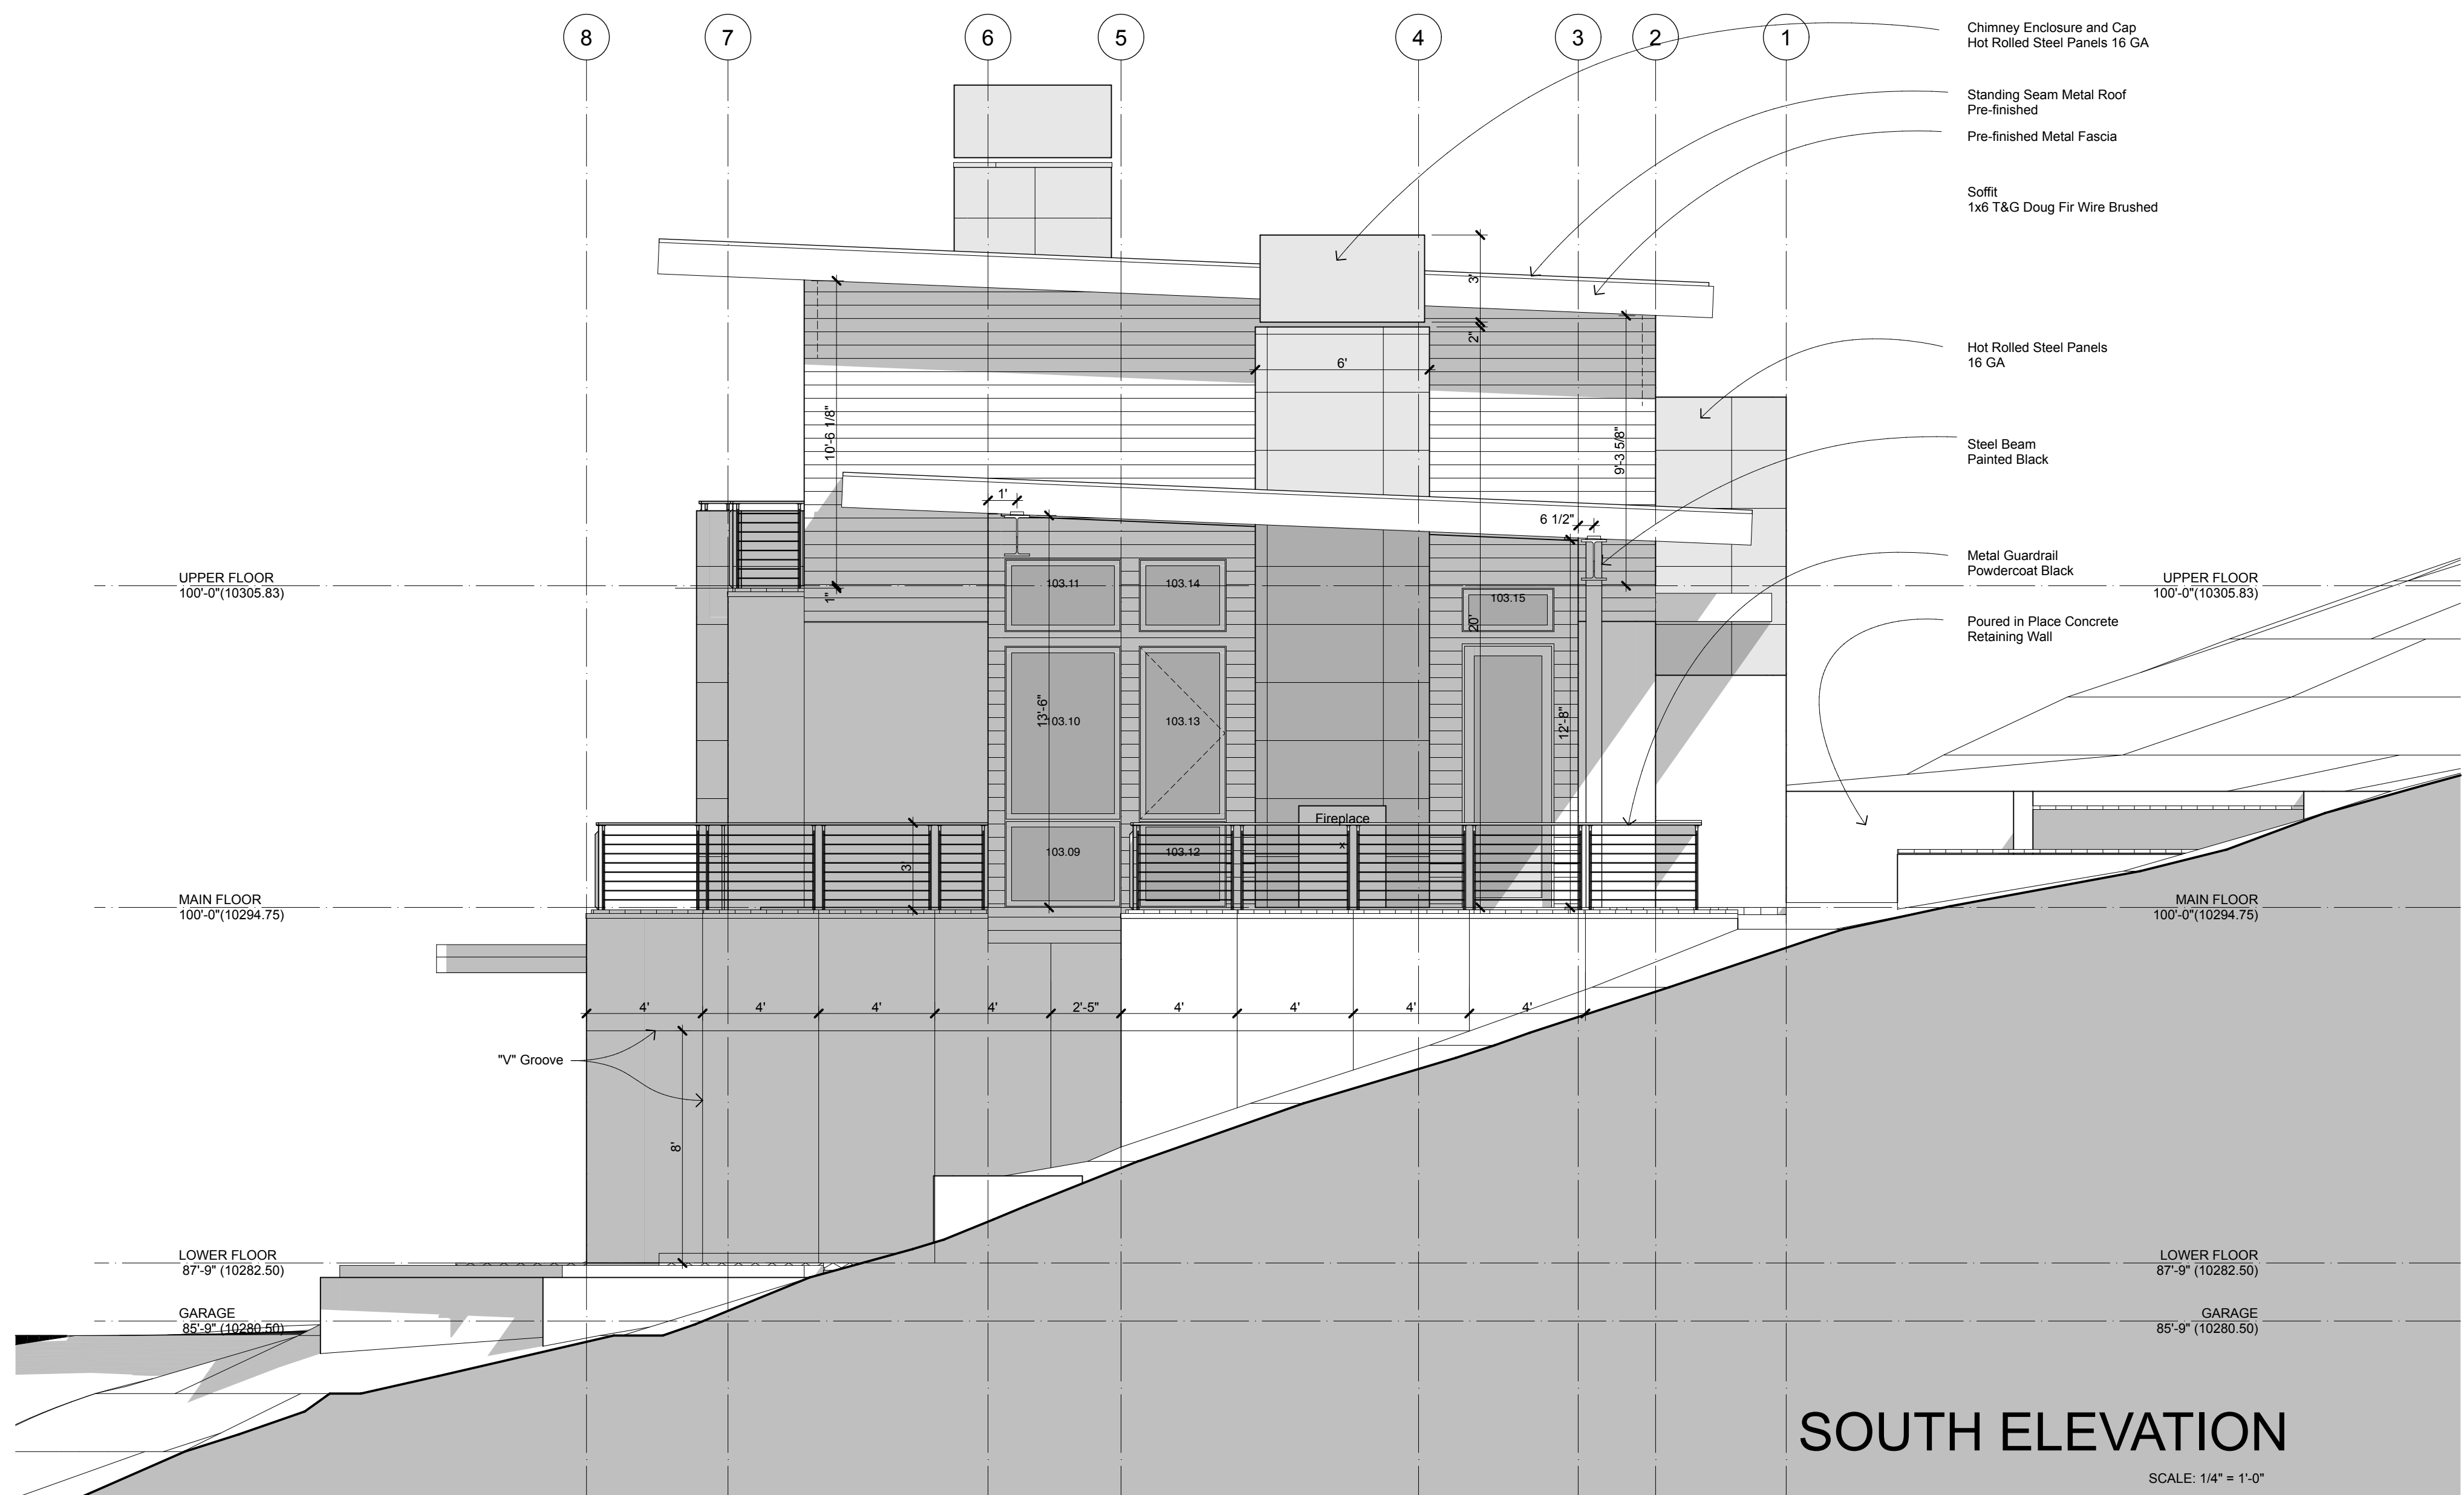 8
7
6
5
4
3
2
1
Chimney Enclosure and Cap
Hot Rolled Steel Panels 16 GA
Standing Seam Metal Roof
Pre-finished
Pre-finished Metal Fascia
Soffit
1x6 T&G Doug Fir Wire Brushed
3'
2"
6'
Hot Rolled Steel Panels
16 GA
10'-6 1/8"
9'-3 5/8"
Steel Beam
Painted Black
1'
6 1/2"
Metal Guardrail
Powdercoat Black
UPPER FLOOR
100'-0"(10305.83)
1"
103.11
103.14
103.15
UPPER FLOOR
100'-0"(10305.83)
20'
Poured in Place Concrete
Retaining Wall
13'-6"
103.10
103.13
12'-8"
Fireplace
x
3'
103.09
103.12
MAIN FLOOR
100'-0"(10294.75)
MAIN FLOOR
100'-0"(10294.75)
4'
4'
4'
4'
2'-5"
4'
4'
4'
4'
"V" Groove
8'
LOWER FLOOR
87'-9" (10282.50)
LOWER FLOOR
87'-9" (10282.50)
GARAGE
85'-9" (10280.50)
GARAGE
85'-9" (10280.50)
SOUTH ELEVATION
SCALE: 1/4" = 1'-0"